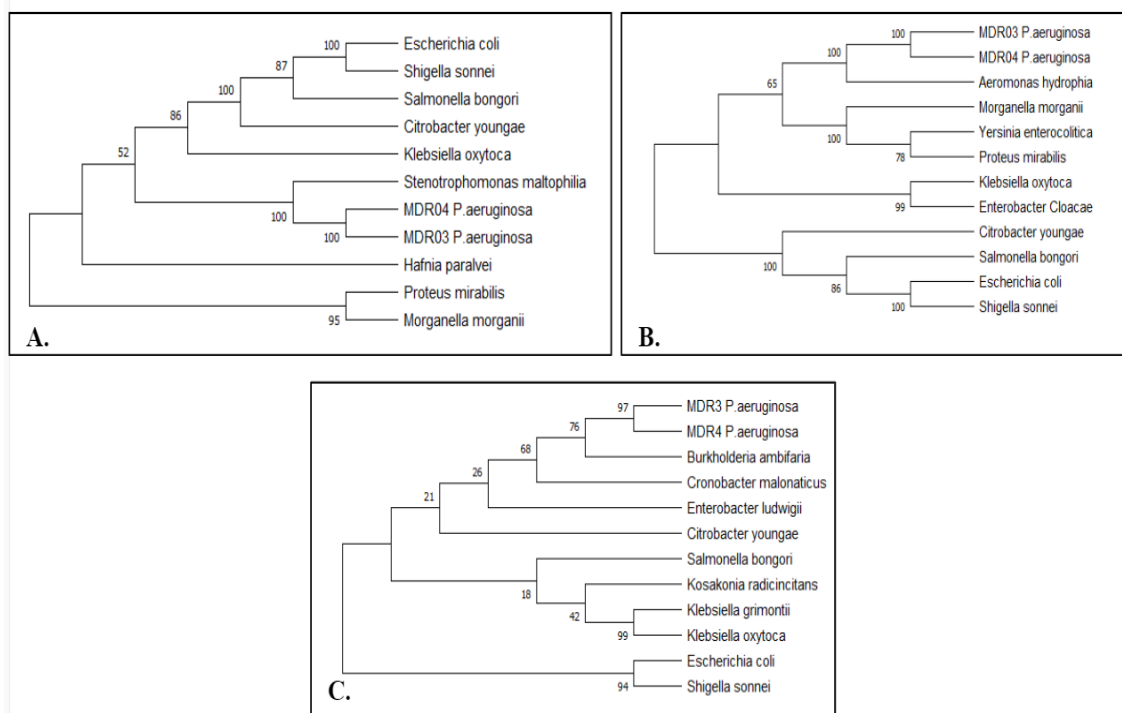 100
Escherichia coli
87
Shigella sonnei
100
Salmonella bongori
86
Citrobacter youngae
52
Klebsiella oxytoca
Stenotrophomonas maltophilia
100
MDR04 P.aeruginosa
100
MDR03 P.aeruginosa
Hafnia paralvei
Proteus mirabilis
95
Morganella morganii
A.
100
MDR03 P.aeruginosa
100
MDR04 P.aeruginosa
65
Aeromonas hydrophia
Morganella morganii
100
Yersinia enterocolitica
78
Proteus mirabilis
Klebsiella oxytoca
99
Enterobacter Cloacae
Citrobacter youngae
100
Salmonella bongori
86
Escherichia coli
100
Shigella sonnei
B.
97
MDR3 P.aeruginosa
76
MDR4 P.aeruginosa
68
Burkholderia ambifaria
26
Cronobacter malonaticus
21
Enterobacter ludwigii
Citrobacter youngae
Salmonella bongori
18
Kosakonia radicincitans
42
Klebsiella grimontii
99
Klebsiella oxytoca
Escherichia coli
94
Shigella sonnei
C.